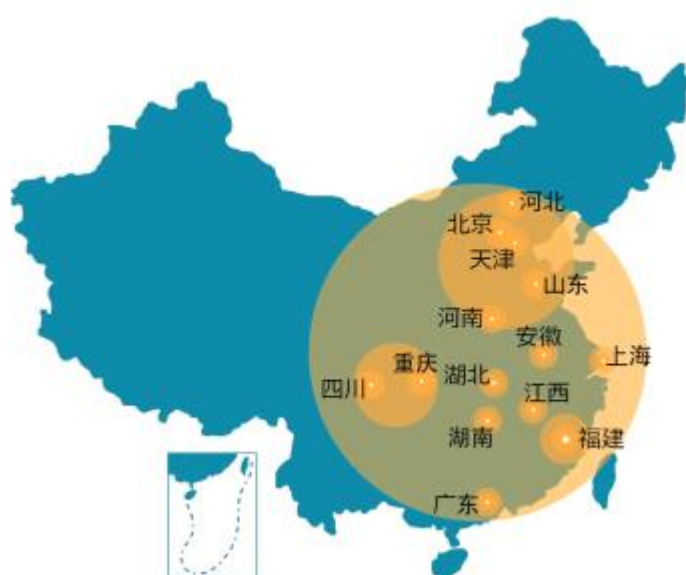 河北
北京
天津
山东
河南
安徽
上海
重庆
四川
湖北
江西
湖南
福建
广东